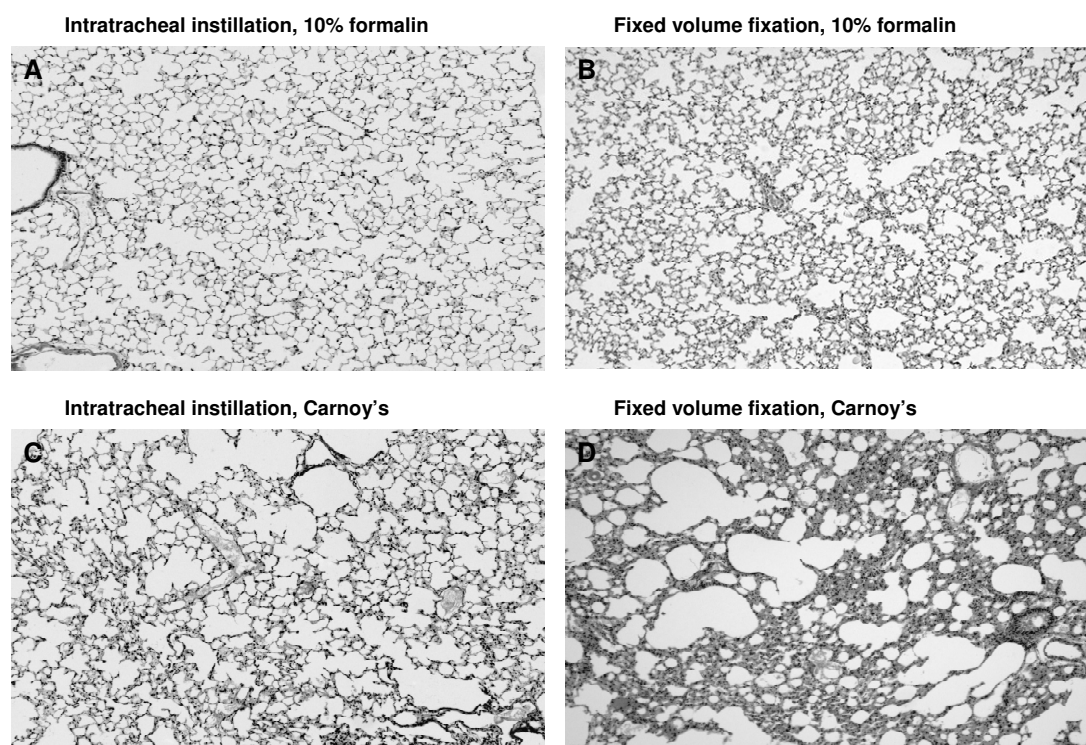 Intratracheal instillation, 10% formalin
Fixed volume fixation, 10% formalin
A
B
Intratracheal instillation, Carnoy's
Fixed volume fixation, Carnoy's
C
D